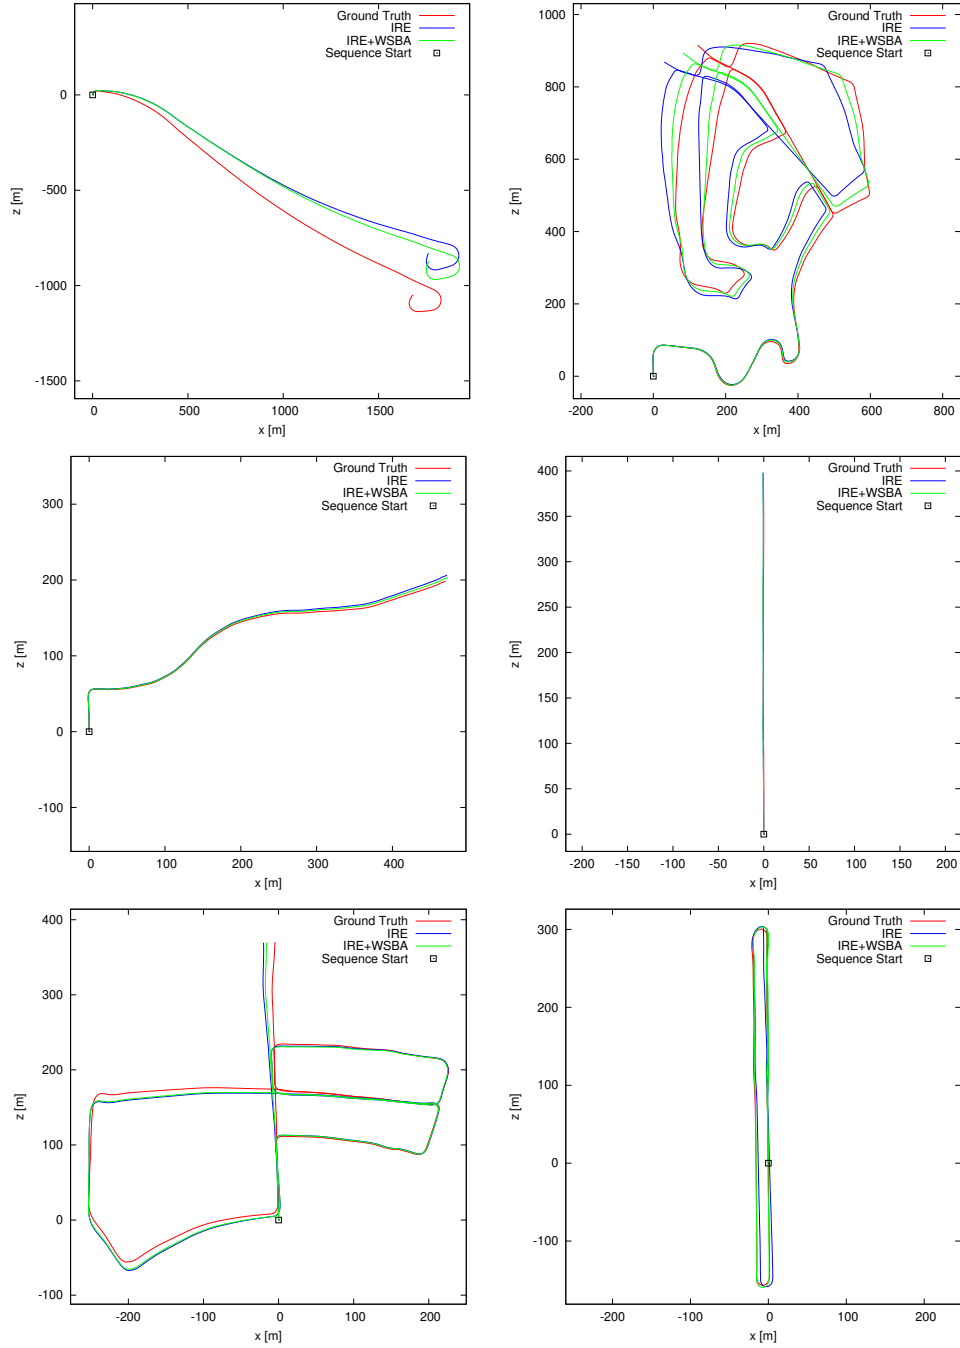 Ground Truth
IRE
IRE+WSBA
Sequence Start
0
-500
-1000
-1500
z [m]
0
500
1000
1500
x [m]
Ground Truth
IRE
IRE+WSBA
Sequence Start
1000
800
600
400
200
0
z [m]
-200
0
200
400
600
800
x [m]
Ground Truth
IRE
IRE+WSBA
Sequence Start
300
200
100
0
-100
z [m]
0
100
200
300
400
x [m]
Ground Truth
IRE
IRE+WSBA
Sequence Start
400
350
300
250
200
150
100
50
0
z [m]
-200
-150
-100
-50
0
50
100
150
200
x [m]
Ground Truth
IRE
IRE+WSBA
Sequence Start
400
300
200
100
0
-100
z [m]
-200
-100
0
100
200
x [m]
Ground Truth
IRE
IRE+WSBA
Sequence Start
300
200
100
0
-100
z [m]
-200
-100
0
100
200
x [m]